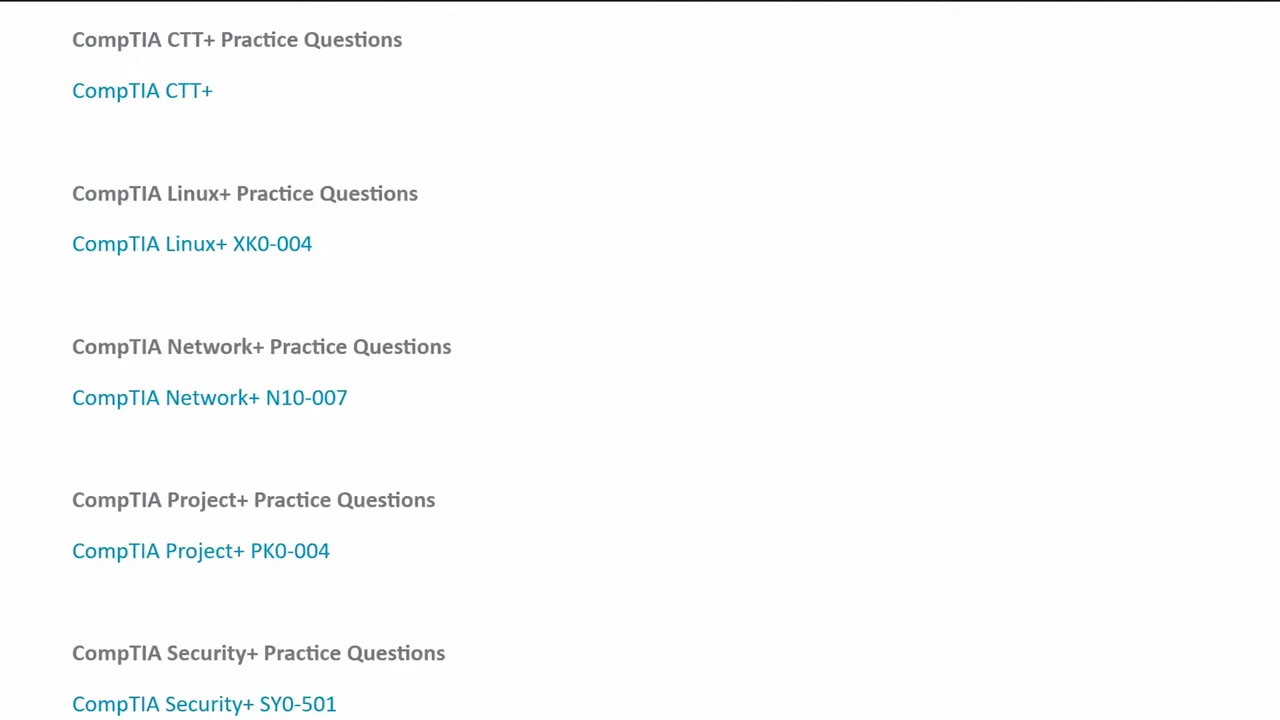 CompTIA CTT+ Practice Questions
CompTIA CTT+
CompTIA Linux+ Practice Questions
CompTIA Linux+ XK0-004
CompTIA Network+ Practice Questions
CompTIA Network+ N10-007
CompTIA Project+ Practice Questions
CompTIA Project+ PK0-004
CompTIA Security+ Practice Questions
CompTIA Security+ SY0-501